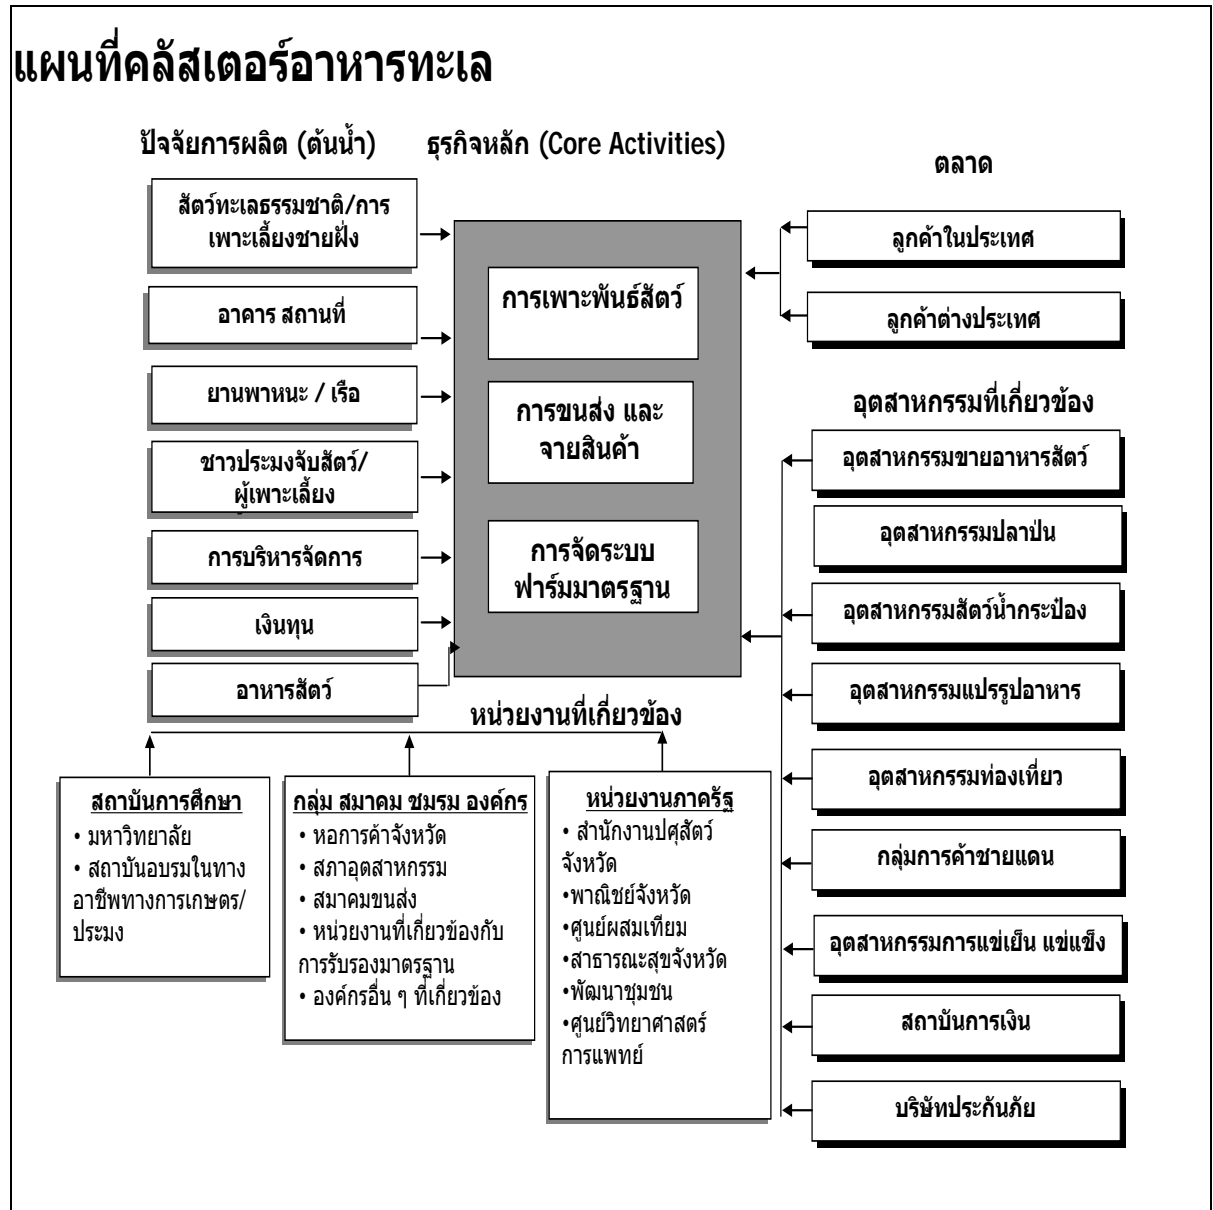 แผนที่คลัสเตอร์อาหารทะเล
ปัจจัยการผลิต (ต้นน้ำ)
สัตว์ทะเลธรรมชาติ/การ
เพาะเลี้ยงชายฝั่ง
อาคาร สถานที่
ยานพาหนะ / เรือ
ชาวประมงจับสัตว์/
ผู้เพาะเลี้ยง
การบริหารจัดการ
เงินทุน
อาหารสัตว์
ธุรกิจหลัก (Core Activities)
การเพาะพันธ์สัตว์
การขนส่ง และ
จายสินค้า
การจัดระบบ
ฟาร์มมาตรฐาน
ตลาด
ลูกค้าในประเทศ
ลูกค้าต่างประเทศ
อุตสาหกรรมที่เกี่ยวข้อง
อุตสาหกรรมขายอาหารสัตว์
อุตสาหกรรมปลาป่น
อุตสาหกรรมสัตว์น้ำกระป๋อง
อุตสาหกรรมแปรรูปอาหาร
อุตสาหกรรมท่องเที่ยว
กลุ่มการค้าชายแดน
อุตสาหกรรมการแข่เย็น แข่แข็ง
สถาบันการเงิน
บริษัทประกันภัย
หน่วยงานที่เกี่ยวข้อง
สถาบันการศึกษา
• มหาวิทยาลัย
• สถาบันอบรมในทาง
อาชีพทางการเกษตร/
ประมง
กลุ่ม สมาคม ชมรม องค์กร
• หอการค้าจังหวัด
• สภาอุตสาหกรรม
• สมาคมขนส่ง
• หน่วยงานที่เกี่ยวข้องกับ
การรับรองมาตรฐาน
• องค์กรอื่น ๆ ที่เกี่ยวข้อง
หน่วยงานภาครัฐ
• สำนักงานปศุสัตว์
จังหวัด
•พาณิชย์จังหวัด
•ศูนย์ผสมเทียม
•สาธารณะสุขจังหวัด
•พัฒนาชุมชน
•ศูนย์วิทยาศาสตร์
การแพทย์